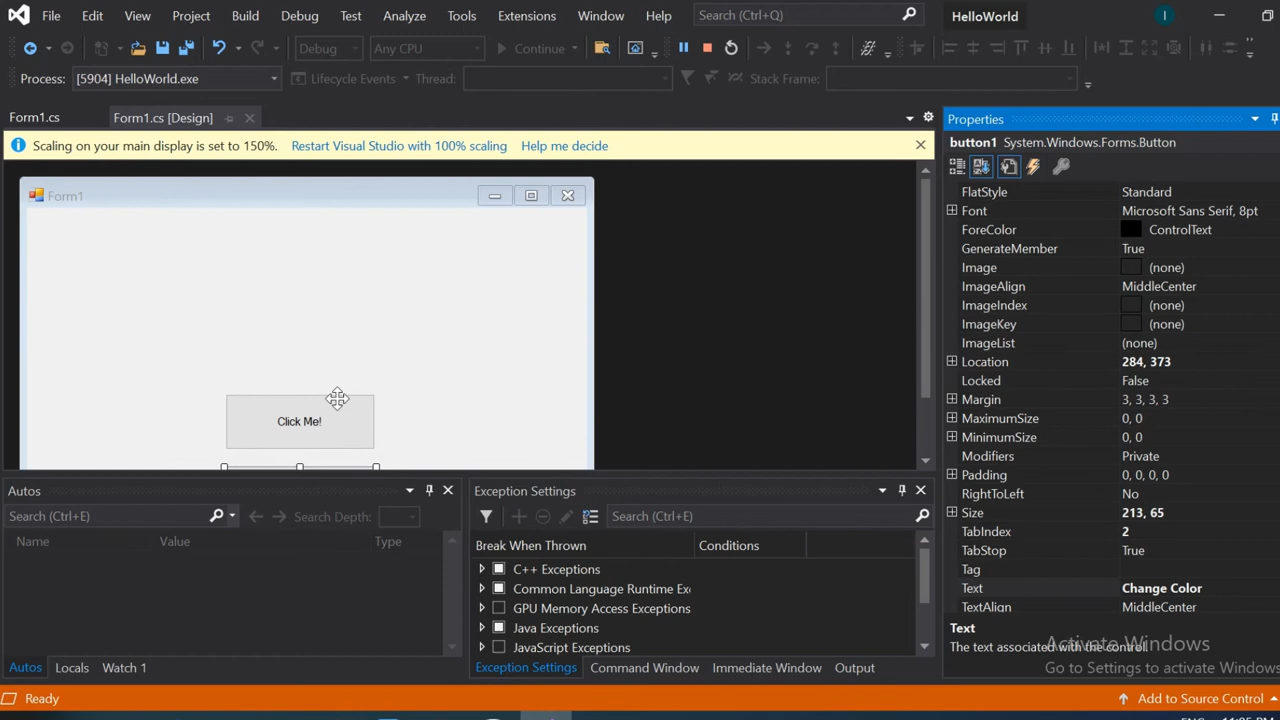 File Edit View Project Build Debug Test Analyze Tools Extensions Window Help Search (Ctrl+Q) HelloWorld I
Debug Any CPU Continue
Process: [5904] HelloWorld.exe Lifecycle Events Thread: Stack Frame:
Form1.cs Form1.cs [Design]
Scaling on your main display is set to 150%. Restart Visual Studio with 100% scaling Help me decide
Form1
Click Me!
Properties
button1 System.Windows.Forms.Button
FlatStyle Standard
Font Microsoft Sans Serif, 8pt
ForeColor ControlText
GenerateMember True
Image (none)
ImageAlign MiddleCenter
ImageIndex (none)
ImageKey (none)
ImageList (none)
Location 284, 373
Locked False
Margin 3, 3, 3, 3
MaximumSize 0, 0
MinimumSize 0, 0
Modifiers Private
Padding 0, 0, 0, 0
RightToLeft No
Size 213, 65
TabIndex 2
TabStop True
Tag
Text Change Color
TextAlign MiddleCenter
Text
The text associated with the control.
Activate Windows
Go to Settings to activate Windows
Autos
Search (Ctrl+E) Search Depth:
Name Value Type
Autos Locals Watch 1
Exception Settings
Search (Ctrl+E)
Break When Thrown Conditions
C++ Exceptions
Common Language Runtime Ex
GPU Memory Access Exceptions
Java Exceptions
JavaScript Exceptions
Exception Settings Command Window Immediate Window Output
Ready Add to Source Control